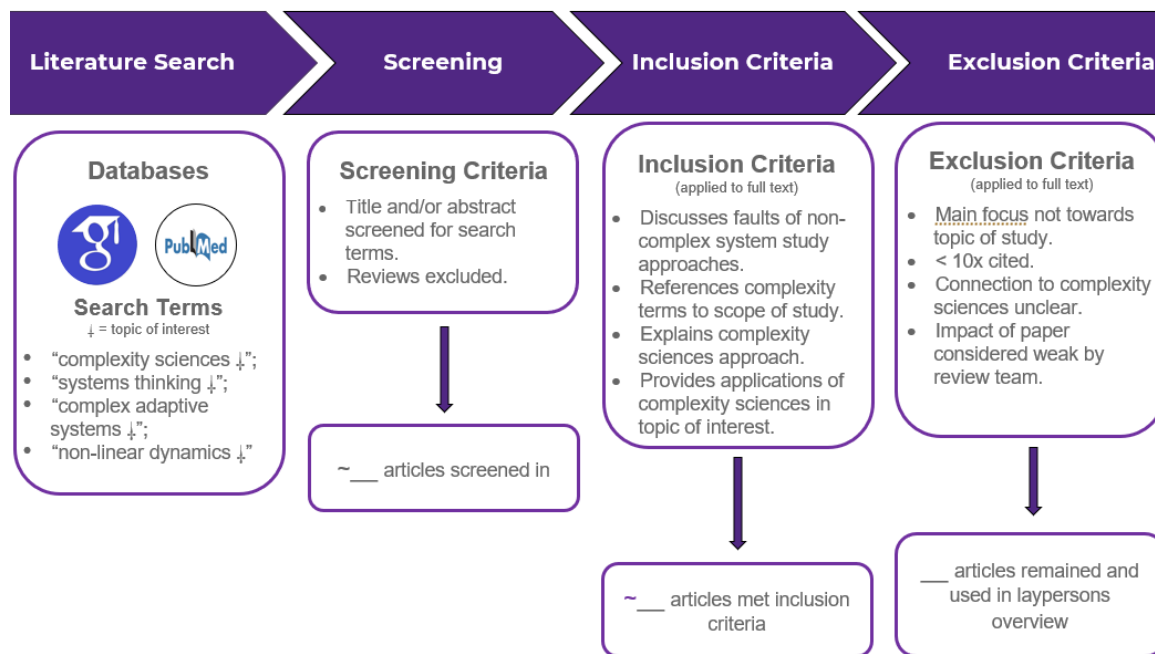 Literature Search
Screening
Inclusion Criteria
Exclusion Criteria
Databases
g
PubMed
Search Terms
⸸ = topic of interest
• “complexity sciences ⸸”;
• “systems thinking ⸸”;
• “complex adaptive
systems ⸸”;
• “non-linear dynamics ⸸”
Screening Criteria
• Title and/or abstract
screened for search
terms.
• Reviews excluded.
~___ articles screened in
Inclusion Criteria
(applied to full text)
• Discusses faults of non-
complex system study
approaches.
• References complexity
terms to scope of study.
• Explains complexity
sciences approach.
• Provides applications of
complexity sciences in
topic of interest.
~___ articles met inclusion
criteria
Exclusion Criteria
(applied to full text)
• Main focus not towards
topic of study.
• < 10x cited.
• Connection to complexity
sciences unclear.
• Impact of paper
considered weak by
review team.
___ articles remained and
used in laypersons
overview